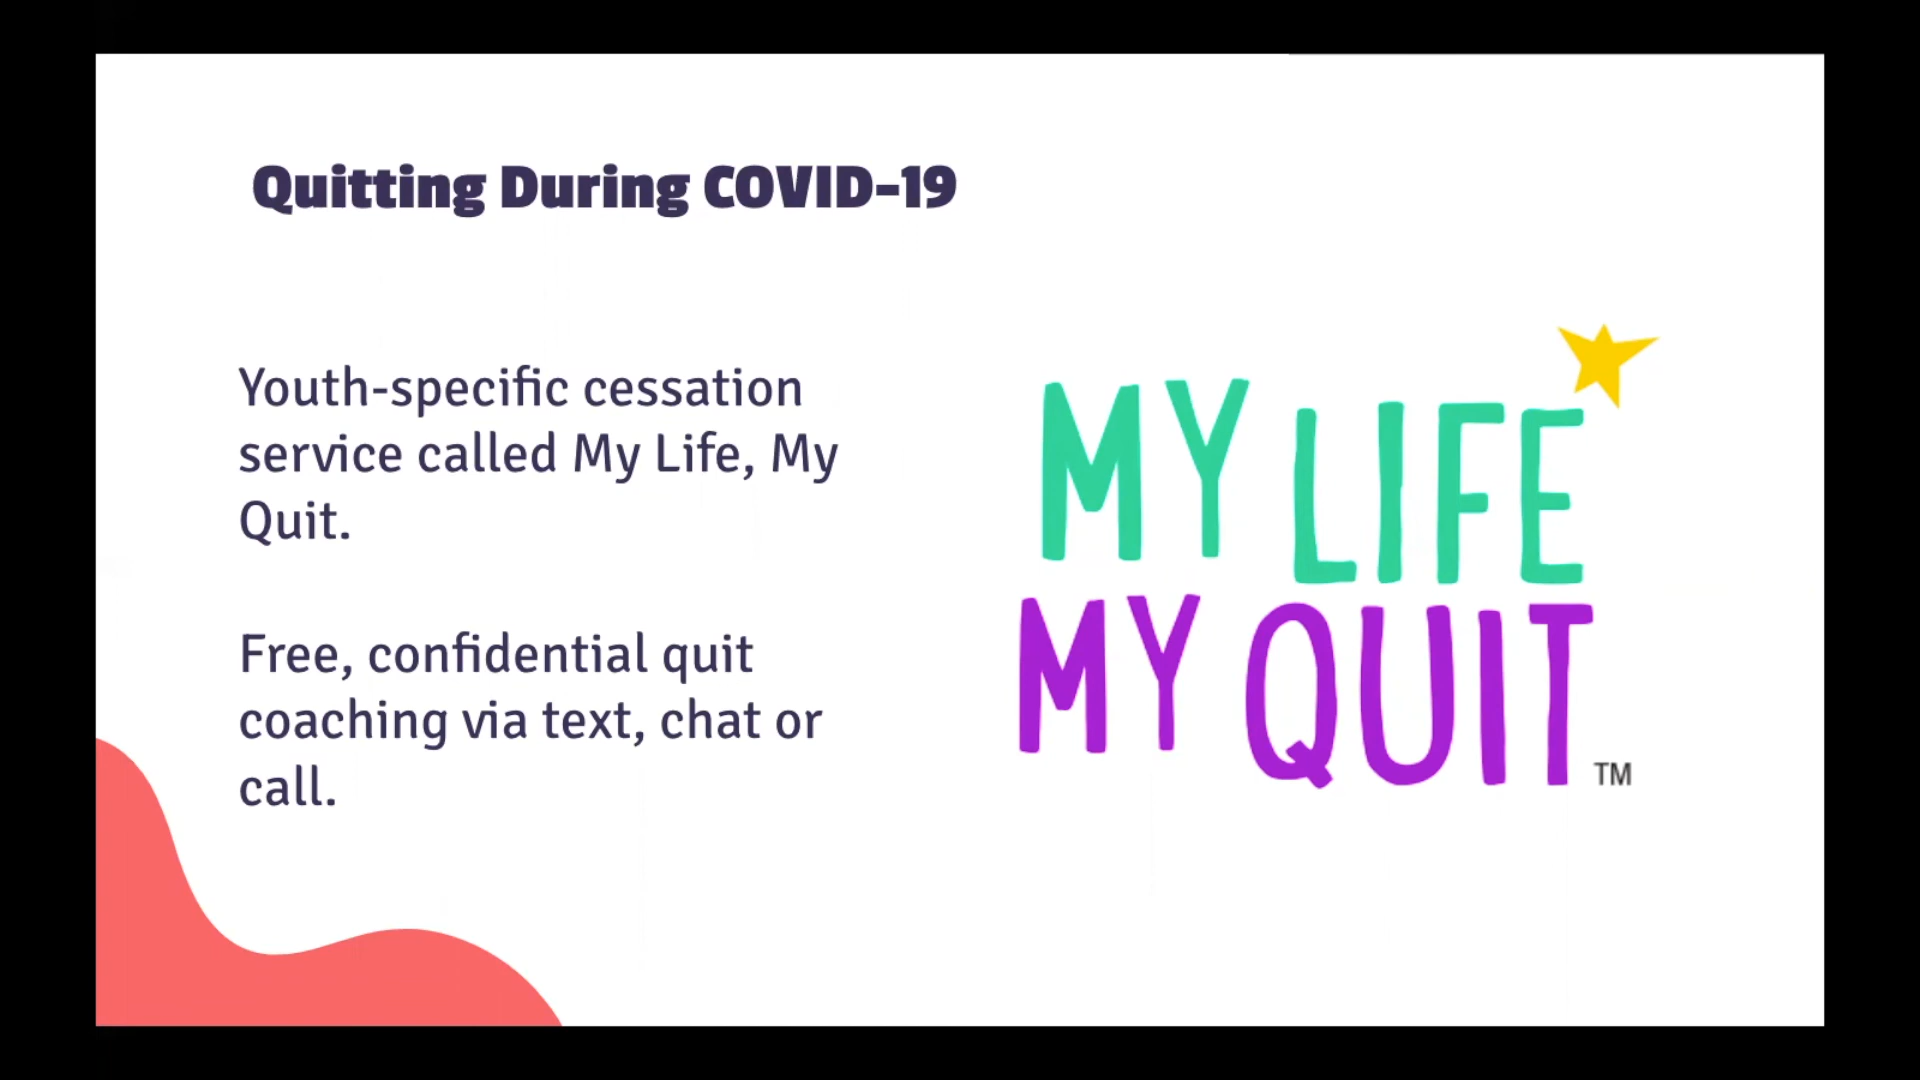 Quitting During COVID-19
Youth-specific cessation
service called My Life, My
Quit.
Free, confidential quit
coaching via text, chat or
call.
MY LIFE
MY QUIT TM